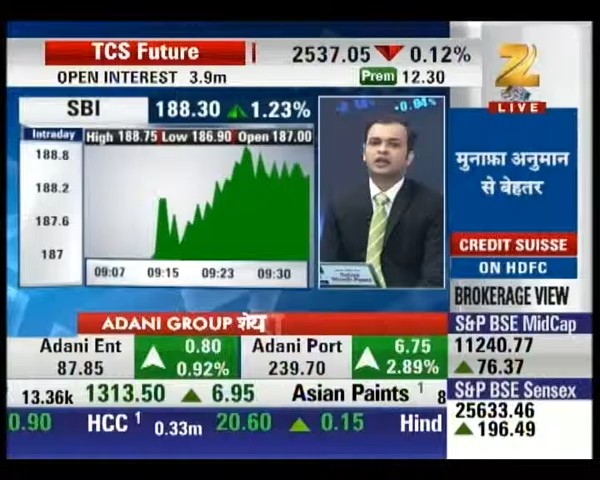 TCS Future 2537.05 0.12%
OPEN INTEREST 3.9m Prem 12.30
LIVE
SBI 188.30 1.23%
-0.04%
Intraday High 188.75 Low 186.90 Open 187.00
188.8
188.2
187.6
187
09:07 09:15 09:23 09:30
मुनाफ़ा अनुमान
से बेहतर
CREDIT SUISSE
ON HDFC
BROKERAGE VIEW
ADANI GROUP शेय
Adani Ent 0.80 Adani Port 6.75
87.85 0.92% 239.70 2.89%
S&P BSE MidCap
11240.77
76.37
13.36k 1313.50 6.95 Asian Paints 1 8
S&P BSE Sensex
25633.46
196.49
0.90 HCC 1 0.33m 20.60 0.15 Hind